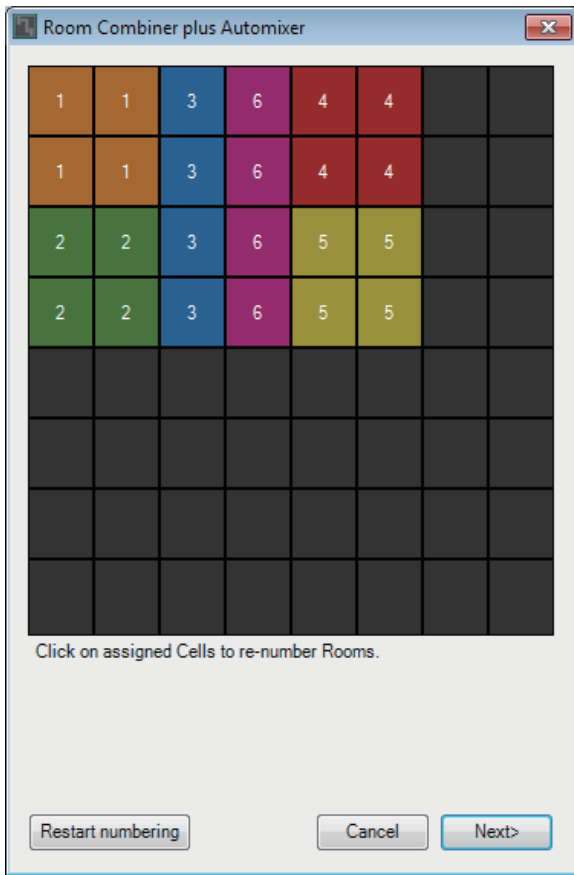 Room Combiner plus Automixer
1 1 3 6 4 4
1 1 3 6 4 4
2 2 3 6 5 5
2 2 3 6 5 5
Click on assigned Cells to re-number Rooms.
Restart numbering Cancel Next>